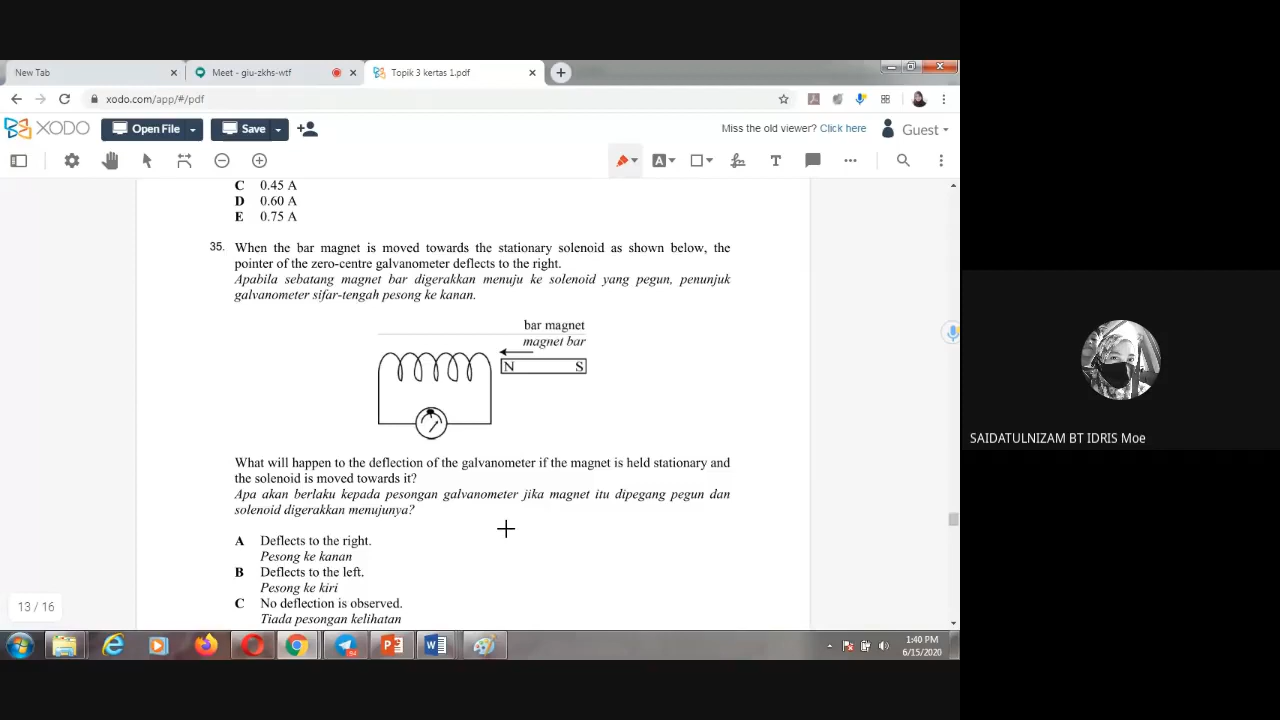 New Tab
Meet - giu-zkhs-wtf
Topik 3 kertas 1.pdf
xodo.com/app/#/pdf
XODO
Open File
Save
Miss the old viewer? Click here
Guest
A
T
C 0.45 A
D 0.60 A
E 0.75 A
35. When the bar magnet is moved towards the stationary solenoid as shown below, the
pointer of the zero-centre galvanometer deflects to the right.
Apabila sebatang magnet bar digerakkan menuju ke solenoid yang pegun, penunjuk
galvanometer sifar-tengah pesong ke kanan.
bar magnet
magnet bar
N S
What will happen to the deflection of the galvanometer if the magnet is held stationary and
the solenoid is moved towards it?
Apa akan berlaku kepada pesongan galvanometer jika magnet itu dipegang pegun dan
solenoid digerakkan menujunya?
A Deflects to the right.
Pesong ke kanan
B Deflects to the left.
Pesong ke kiri
C No deflection is observed.
Tiada pesongan kelihatan
13 / 16
1:40 PM
6/15/2020
SAIDATULNIZAM BT IDRIS Moe